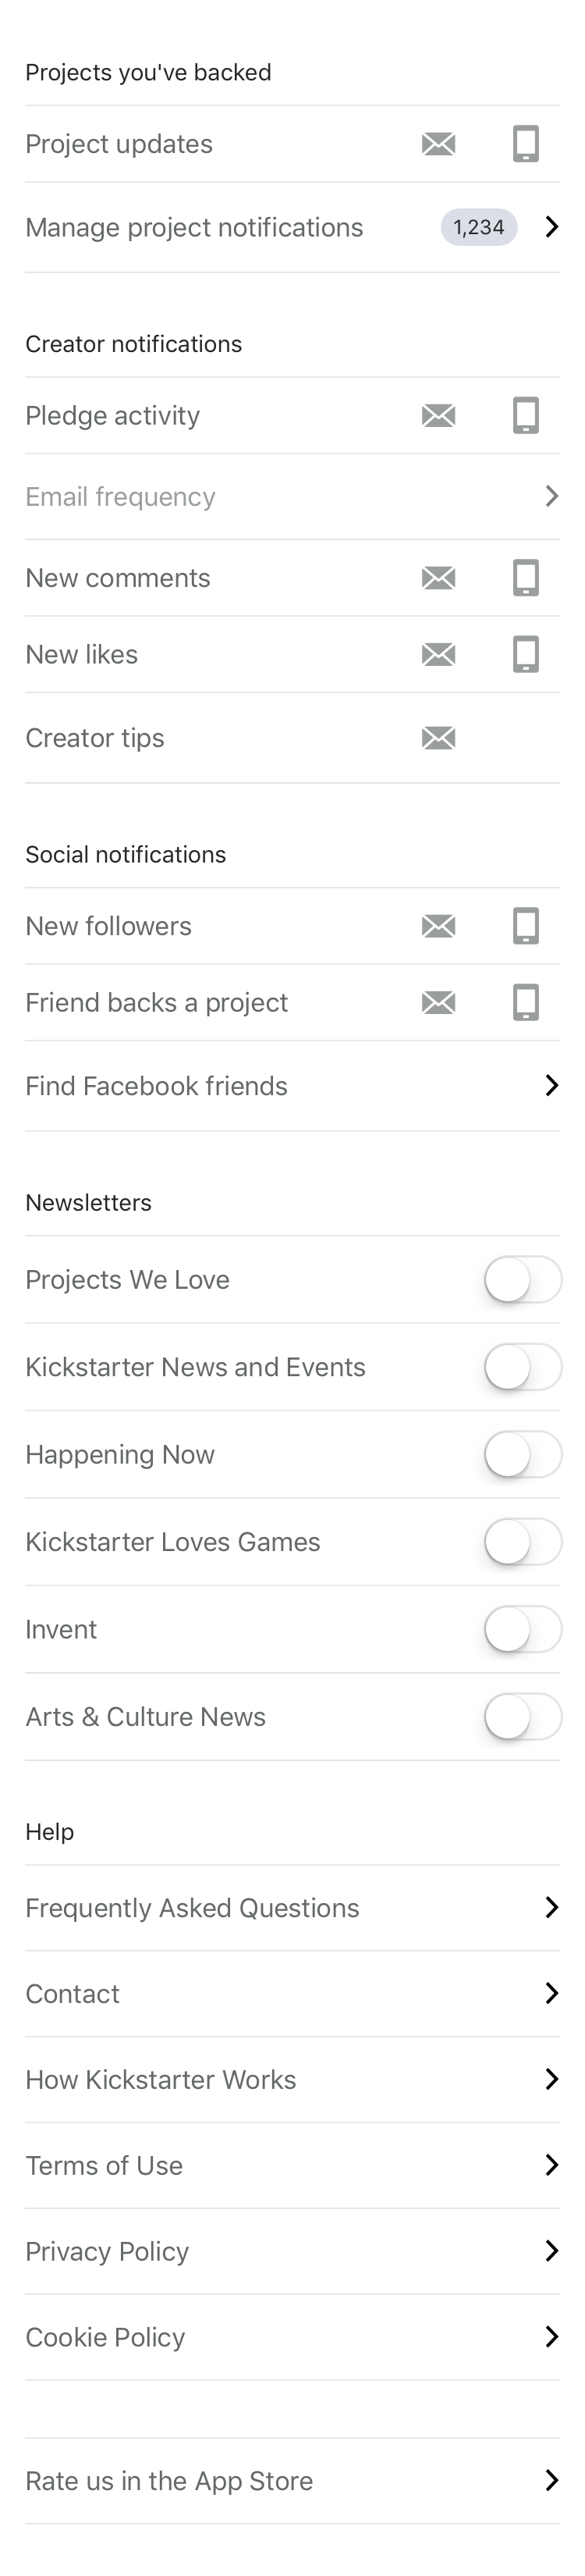 Projects you've backed
Project updates
Manage project notifications 1,234
Creator notifications
Pledge activity
Email frequency
New comments
New likes
Creator tips
Social notifications
New followers
Friend backs a project
Find Facebook friends
Newsletters
Projects We Love
Kickstarter News and Events
Happening Now
Kickstarter Loves Games
Invent
Arts & Culture News
Help
Frequently Asked Questions
Contact
How Kickstarter Works
Terms of Use
Privacy Policy
Cookie Policy
Rate us in the App Store